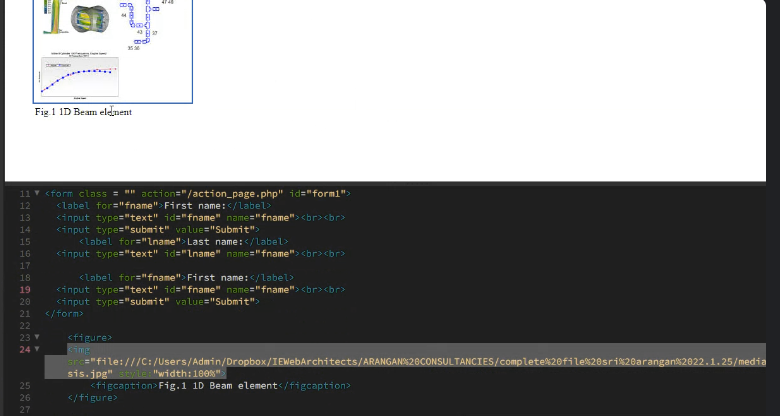 47 48
44
43
37
35 36
Fig.1 1D Beam element
11 <form class = "" action="/action_page.php" id="form1">
12 <label for="fname">First name:</label>
13 <input type="text" id="fname" name="fname"><br><br>
14 <input type="submit" value="Submit">
15 <label for="lname">Last name:</label>
16 <input type="text" id="lname" name="lname"><br><br>
17
18 <label for="fname">First name:</label>
19 <input type="text" id="fname" name="fname"><br><br>
20 <input type="submit" value="Submit">
21 </form>
22
23 <figure>
24 <img
src="file:///C:/Users/Admin/Dropbox/IEWebArchitects/ARANGAN%20CONSULTANCIES/complete%20file%20sri%20arangan%2022.1.25/media
sis.jpg" style="width:100%">
25 <figcaption>Fig.1 1D Beam element</figcaption>
26 </figure>
27